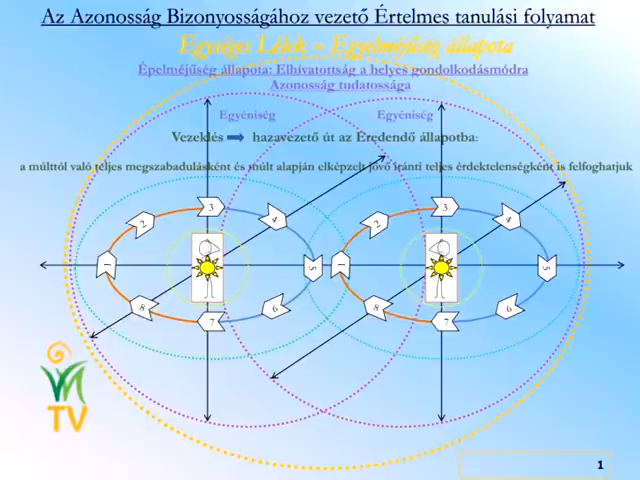 Az Azonosság Bizonyosságához vezető Értelmes tanulási folyamat
Egységes Lélek ~ Egyelméjűség állapota
Épelméjűség állapota: Elhívatottság a helyes gondolkodásmódra
Azonosság tudatossága
Egyéniség Egyéniség
Vezeklés hazavezető út az Eredendő állapotba:
a múlttól való teljes megszabadulásként és múlt alapján elképzelt jövő iránti teljes érdektelenségként is felfoghatjuk
3 3
2 4 2 4
1 5 1 5
8 6 8 6
7 7
TV
1